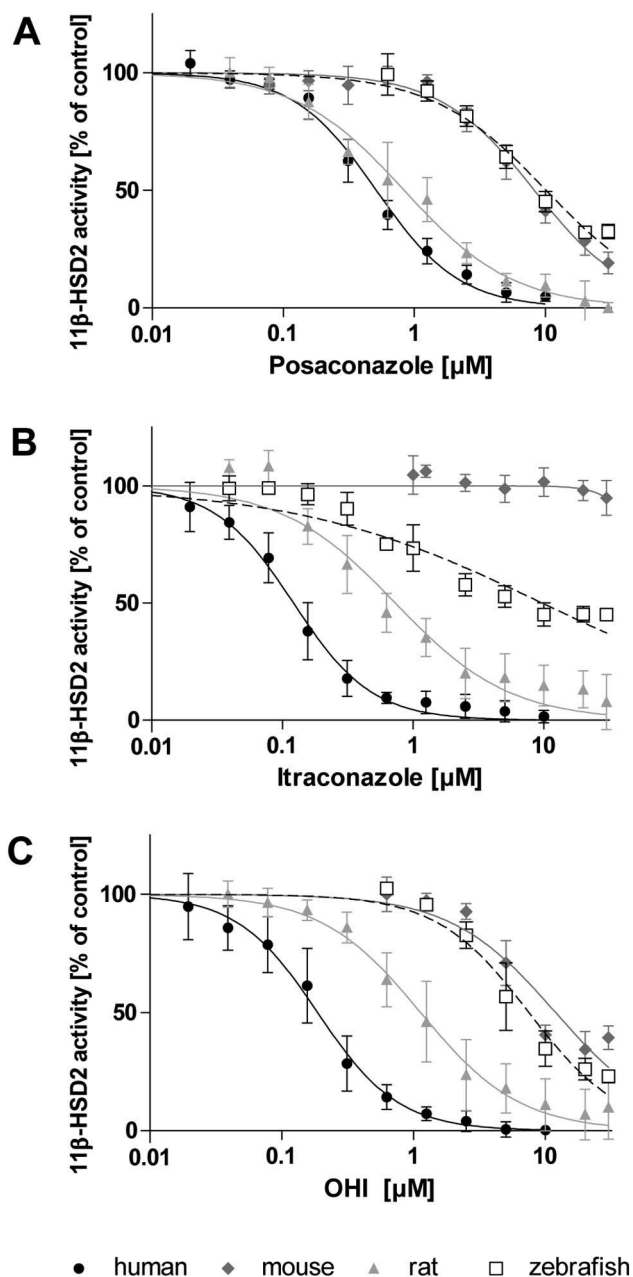 A
11β-HSD2 activity [% of control]
100
50
0
0.01
0.1
1
10
Posaconazole [µM]
B
11β-HSD2 activity [% of control]
100
50
0
0.01
0.1
1
10
Itraconazole [µM]
C
11β-HSD2 activity [% of control]
100
50
0
0.01
0.1
1
10
OHI [µM]
human mouse rat zebrafish